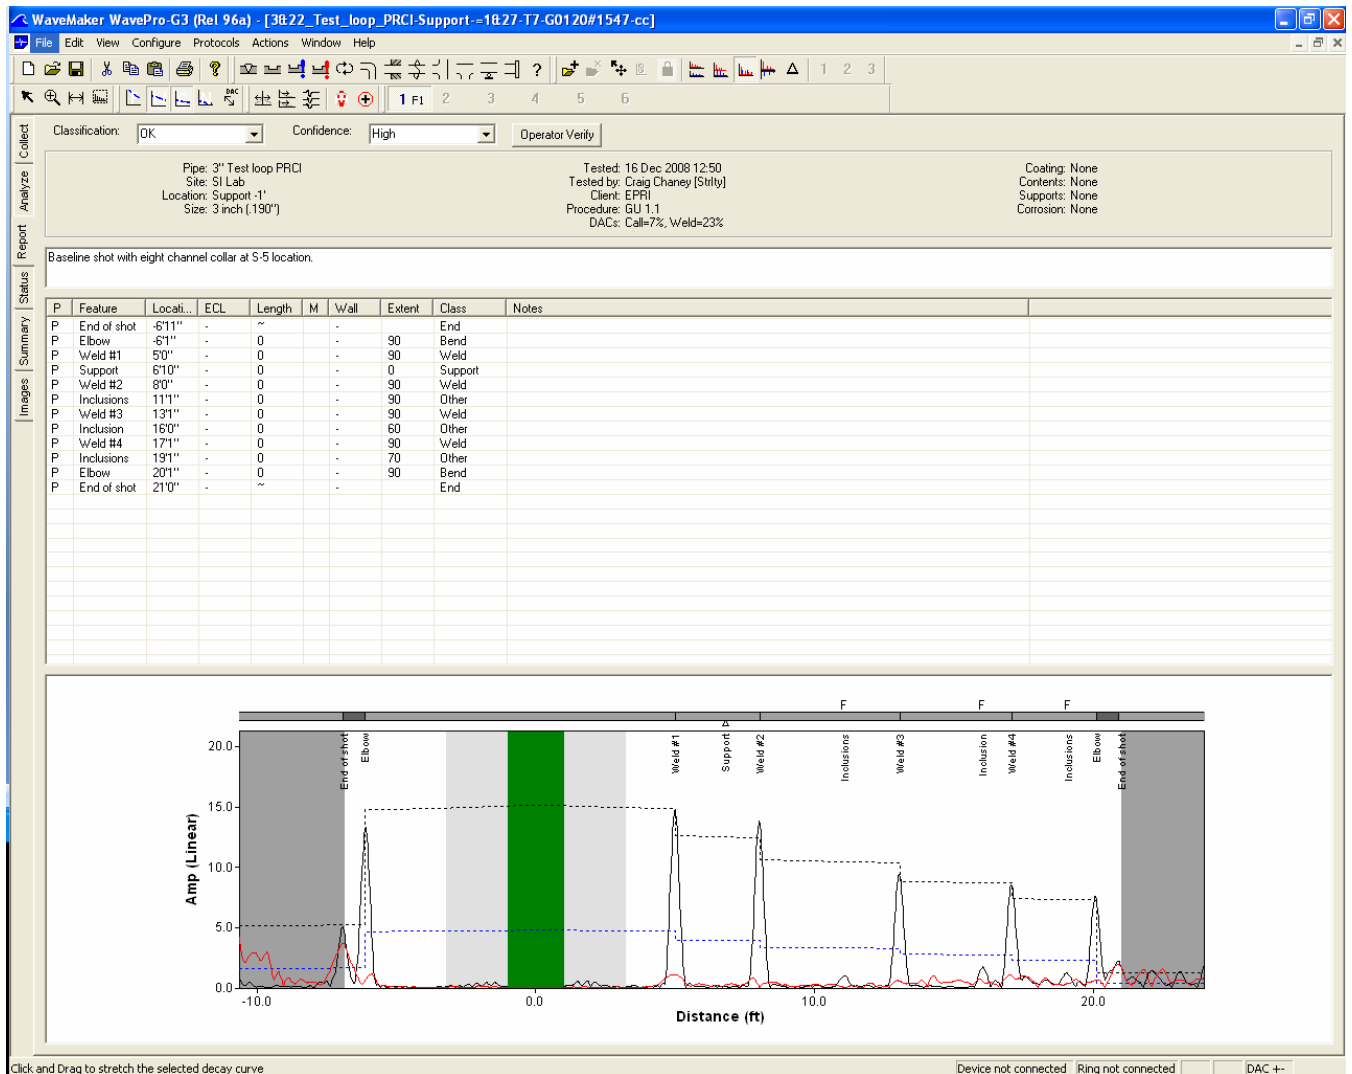 WaveMaker WavePro-G3 (Rel 96a) - [3&22_Test_loop_PRCI-Support-=1&27-T7-G0120#1547-cc]
File Edit View Configure Protocols Actions Window Help
1 2 3
DAC 1 F1 2 3 4 5 6
Collect
Analyze
Report
Status
Summary
Images
Classification: OK Confidence: High Operator Verify
Pipe: 3" Test loop PRCI Tested: 16 Dec 2008 12:50 Coating: None
Site: SI Lab Tested by: Craig Chaney [Strlty] Contents: None
Location: Support -1' Client: EPRI Supports: None
Size: 3 inch (.190") Procedure: GU 1.1 Corrosion: None
DACs: Call=7%, Weld=23%
Baseline shot with eight channel collar at S-5 location.
P Feature Locati... ECL Length M Wall Extent Class Notes
P End of shot -6'11" - ~ - End
P Elbow -6'1" - 0 - 90 Bend
P Weld #1 5'0" - 0 - 90 Weld
P Support 6'10" - 0 - 0 Support
P Weld #2 8'0" - 0 - 90 Weld
P Inclusions 11'1" - 0 - 90 Other
P Weld #3 13'1" - 0 - 90 Weld
P Inclusion 16'0" - 0 - 60 Other
P Weld #4 17'1" - 0 - 90 Weld
P Inclusions 19'1" - 0 - 70 Other
P Elbow 20'1" - 0 - 90 Bend
P End of shot 21'0" - ~ - End
F F F
End of shot
Elbow
Weld #1
Support
Weld #2
Inclusions
Weld #3
Inclusion
Weld #4
Inclusions
Elbow
End of shot
Amp (Linear)
20.0
15.0
10.0
5.0
0.0
-10.0 0.0 10.0 20.0
Distance (ft)
Click and Drag to stretch the selected decay curve Device not connected Ring not connected DAC +-